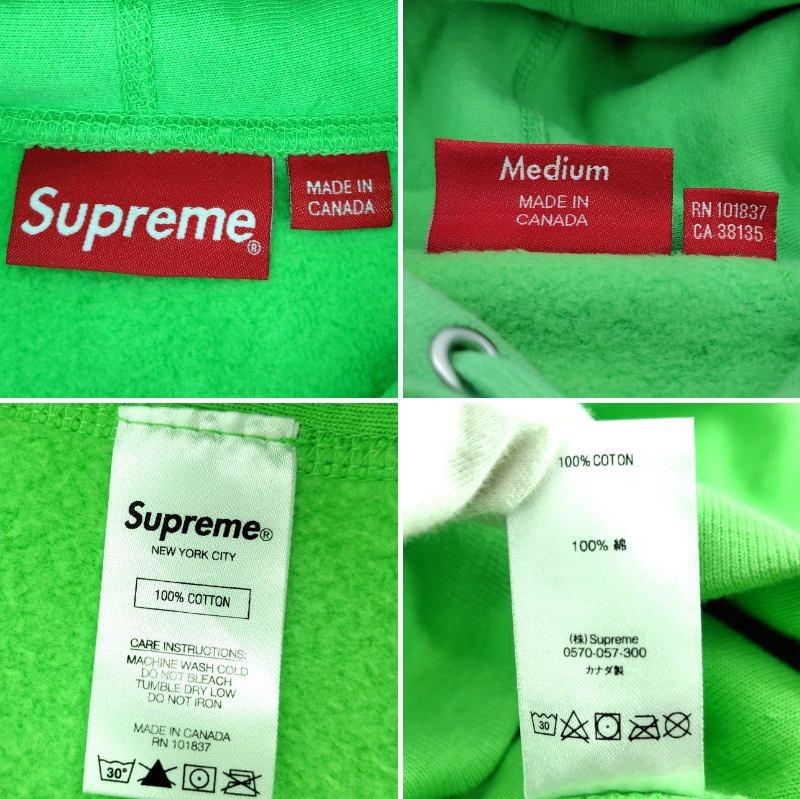 Supreme®
MADE IN
CANADA
Medium
MADE IN
CANADA
RN 101837
CA 38135
Supreme®
NEW YORK CITY
100% COTTON
CARE INSTRUCTIONS:
MACHINE WASH COLD
DO NOT BLEACH
TUMBLE DRY LOW
DO NOT IRON
MADE IN CANADA
RN 101837
30°
100% COTON
100% 綿
(株) Supreme
0570-057-300
カナダ製
30